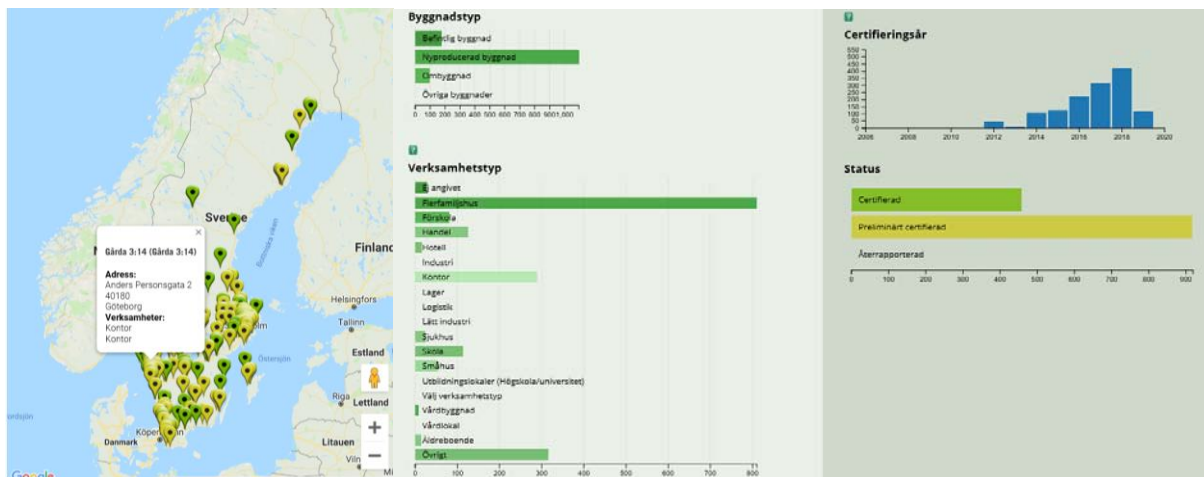 Sverige
Bottniska viken
Finland
Helsingfors
Tallinn
Estland
Östersjön
Riga
Lettland
Litauen
Danmark
Google
×
Gårda 3:14 (Gårda 3:14)
Adress:
Anders Personsgata 2
40180
Göteborg
Verksamheter:
Kontor
Kontor
+
−
Byggnadstyp
Befintlig byggnad
Nyproducerad byggnad
Ombyggnad
Övriga byggnader
0 100 200 300 400 500 600 700 800 9001,000
?
Verksamhetstyp
Ej angivet
Flerfamiljshus
Förskola
Handel
Hotell
Industri
Kontor
Lager
Logistik
Lätt industri
Sjukhus
Skola
Småhus
Utbildningslokaler (Högskola/universitet)
Välj verksamhetstyp
Vårdbyggnad
Vårdlokal
Äldreboende
Övrigt
0 100 200 300 400 500 600 700 800
?
Certifieringsår
550
500
450
400
350
300
250
200
150
100
50
0
2006 2008 2010 2012 2014 2016 2018 2020
Status
Certifierad
Preliminärt certifierad
Återrapporterad
0 100 200 300 400 500 600 700 800 900